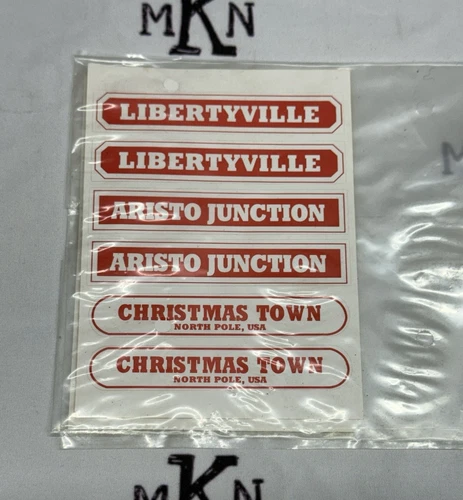 MKN
LIBERTYVILLE
LIBERTYVILLE
ARISTO JUNCTION
ARISTO JUNCTION
CHRISTMAS TOWN
NORTH POLE, USA
CHRISTMAS TOWN
NORTH POLE, USA
M
MKN